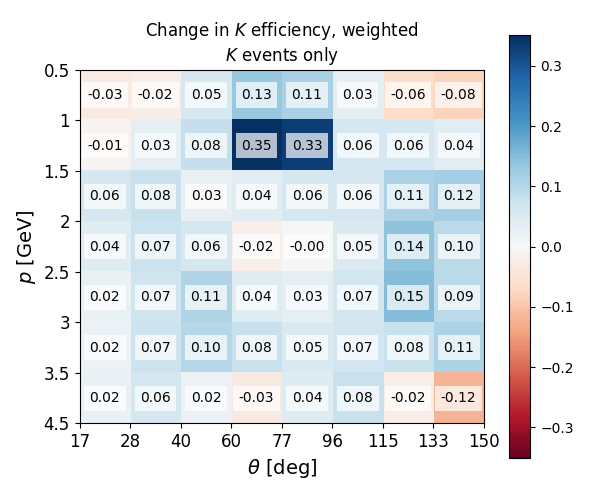 Change in K efficiency, weighted
K events only
0.5
-0.03 -0.02 0.05 0.13 0.11 0.03 -0.06 -0.08
1
-0.01 0.03 0.08 0.35 0.33 0.06 0.06 0.04
1.5
0.06 0.08 0.03 0.04 0.06 0.06 0.11 0.12
2
0.04 0.07 0.06 -0.02 -0.00 0.05 0.14 0.10
2.5
0.02 0.07 0.11 0.04 0.03 0.07 0.15 0.09
3
0.02 0.07 0.10 0.08 0.05 0.07 0.08 0.11
3.5
0.02 0.06 0.02 -0.03 0.04 0.08 -0.02 -0.12
4.5
p [GeV]
17 28 40 60 77 96 115 133 150
θ [deg]
0.3
0.2
0.1
0.0
−0.1
−0.2
−0.3